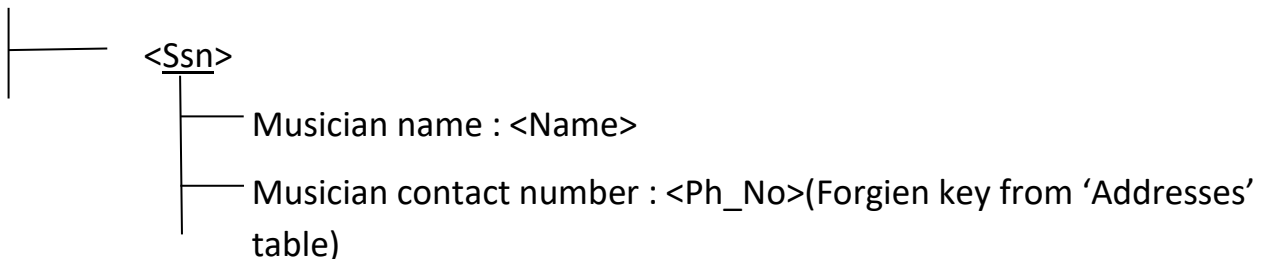 <Ssn>
Musician name : <Name>
Musician contact number : <Ph_No>(Forgien key from ‘Addresses’
table)